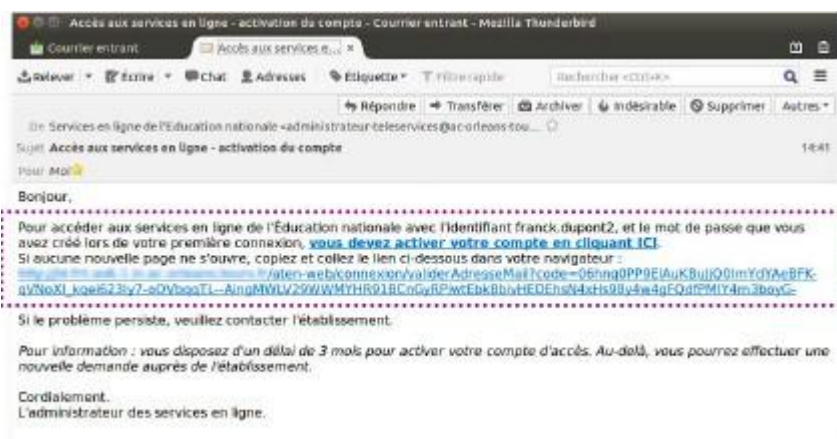 Accès aux services en ligne - activation du compte - Courrier entrant - Mozilla Thunderbird
Courrier entrant
Accès aux services e...
Relever Écrire Chat Adresses Étiquette Filtre rapide Rechercher <Ctrl+K>
Répondre Transférer Archiver Indésirable Supprimer Autres
De Services en ligne de l'Éducation nationale <administrateur-teleservices@ac-orleans-tou...
Sujet Accès aux services en ligne - activation du compte 14:41
Pour Moi
Bonjour,
Pour accéder aux services en ligne de l'Éducation nationale avec l'identifiant franck.dupont2, et le mot de passe que vous
avez créé lors de votre première connexion, vous devez activer votre compte en cliquant ICI.
Si aucune nouvelle page ne s'ouvre, copiez et collez le lien ci-dessous dans votre navigateur :
Si le problème persiste, veuillez contacter l'établissement.
Pour information : vous disposez d'un délai de 3 mois pour activer votre compte d'accès. Au-delà, vous pourrez effectuer une
nouvelle demande auprès de l'établissement.
Cordialement.
L'administrateur des services en ligne.